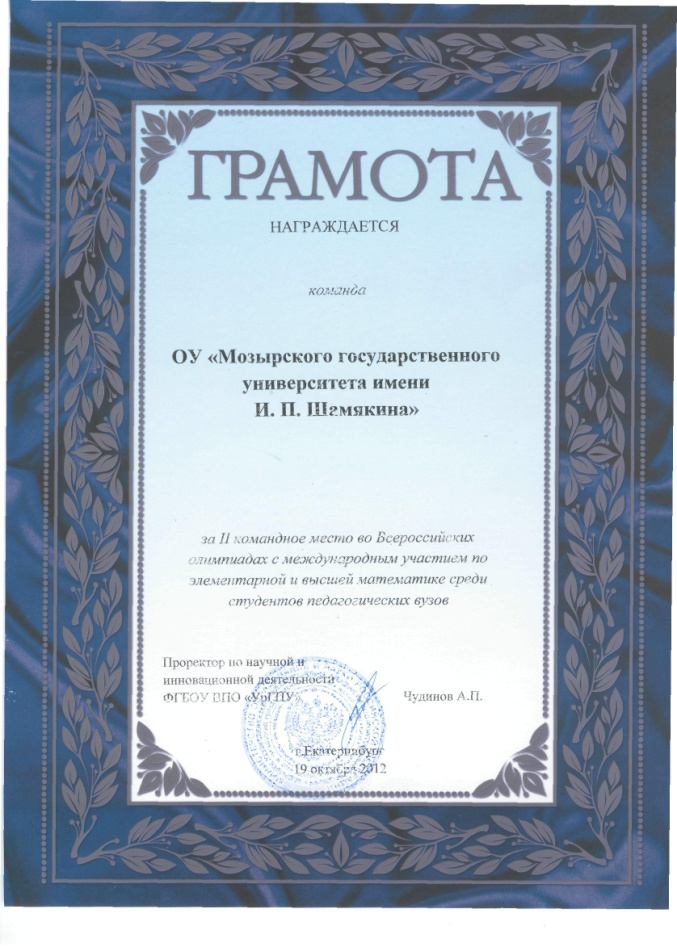 ГРАМОТА
НАГРАЖДАЕТСЯ
команда
ОУ «Мозырского государственного
университета имени
И. П. Шамякина»
за II командное место во Всероссийских
олимпиадах с международным участием по
элементарной и высшей математике среди
студентов педагогических вузов
Проректор по научной и
инновационной деятельности
ФГБОУ ВПО «УрГПУ»
Чудинов А.П.
г.Екатеринбург
19 октября 2012